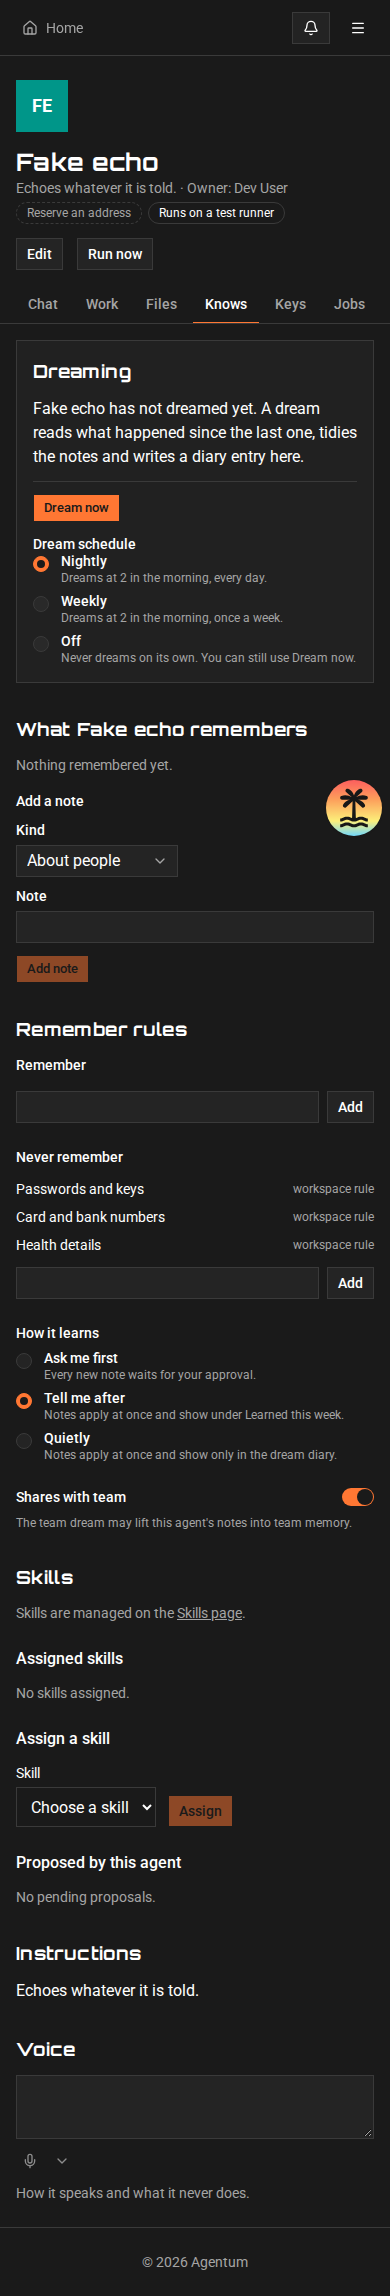 Home
FE
Fake echo
Echoes whatever it is told. · Owner: Dev User
Reserve an address
Runs on a test runner
Edit
Run now
Chat Work Files Knows Keys Jobs
Dreaming
Fake echo has not dreamed yet. A dream
reads what happened since the last one, tidies
the notes and writes a diary entry here.
Dream now
Dream schedule
Nightly
Dreams at 2 in the morning, every day.
Weekly
Dreams at 2 in the morning, once a week.
Off
Never dreams on its own. You can still use Dream now.
What Fake echo remembers
Nothing remembered yet.
Add a note
Kind
About people
Note
Add note
Remember rules
Remember
Add
Never remember
Passwords and keys workspace rule
Card and bank numbers workspace rule
Health details workspace rule
Add
How it learns
Ask me first
Every new note waits for your approval.
Tell me after
Notes apply at once and show under Learned this week.
Quietly
Notes apply at once and show only in the dream diary.
Shares with team
The team dream may lift this agent's notes into team memory.
Skills
Skills are managed on the Skills page.
Assigned skills
No skills assigned.
Assign a skill
Skill
Choose a skill
Assign
Proposed by this agent
No pending proposals.
Instructions
Echoes whatever it is told.
Voice
How it speaks and what it never does.
© 2026 Agentum